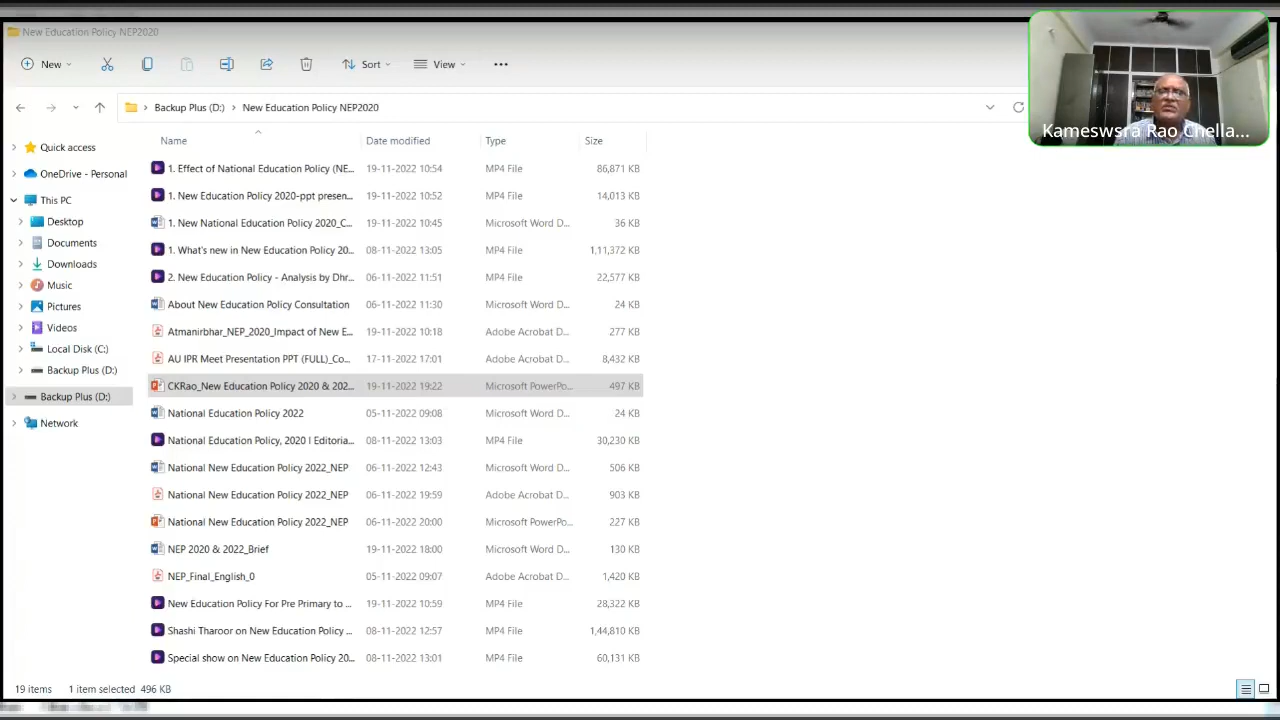 New Education Policy NEP2020
New Sort View
Backup Plus (D:) New Education Policy NEP2020
Kameswsra Rao Chella...
Name Date modified Type Size
Quick access
OneDrive - Personal
This PC
Desktop
Documents
Downloads
Music
Pictures
Videos
Local Disk (C:)
Backup Plus (D:)
Backup Plus (D:)
Network
1. Effect of National Education Policy (NE... 19-11-2022 10:54 MP4 File 86,871 KB
1. New Education Policy 2020-ppt presen... 19-11-2022 10:52 MP4 File 14,013 KB
1. New National Education Policy 2020_C... 19-11-2022 10:45 Microsoft Word D... 36 KB
1. What's new in New Education Policy 20... 08-11-2022 13:05 MP4 File 1,11,372 KB
2. New Education Policy - Analysis by Dhr... 06-11-2022 11:51 MP4 File 22,577 KB
About New Education Policy Consultation 06-11-2022 11:30 Microsoft Word D... 24 KB
Atmanirbhar_NEP_2020_Impact of New E... 19-11-2022 10:18 Adobe Acrobat D... 277 KB
AU IPR Meet Presentation PPT (FULL)_Co... 17-11-2022 17:01 Adobe Acrobat D... 8,432 KB
CKRao_New Education Policy 2020 & 202... 19-11-2022 19:22 Microsoft PowerPo... 497 KB
National Education Policy 2022 05-11-2022 09:08 Microsoft Word D... 24 KB
National Education Policy, 2020 I Editoria... 08-11-2022 13:03 MP4 File 30,230 KB
National New Education Policy 2022_NEP 06-11-2022 12:43 Microsoft Word D... 506 KB
National New Education Policy 2022_NEP 06-11-2022 19:59 Adobe Acrobat D... 903 KB
National New Education Policy 2022_NEP 06-11-2022 20:00 Microsoft PowerPo... 227 KB
NEP 2020 & 2022_Brief 19-11-2022 18:00 Microsoft Word D... 130 KB
NEP_Final_English_0 05-11-2022 09:07 Adobe Acrobat D... 1,420 KB
New Education Policy For Pre Primary to ... 19-11-2022 10:59 MP4 File 28,322 KB
Shashi Tharoor on New Education Policy ... 08-11-2022 12:57 MP4 File 1,44,810 KB
Special show on New Education Policy 20... 08-11-2022 13:01 MP4 File 60,131 KB
19 items 1 item selected 496 KB